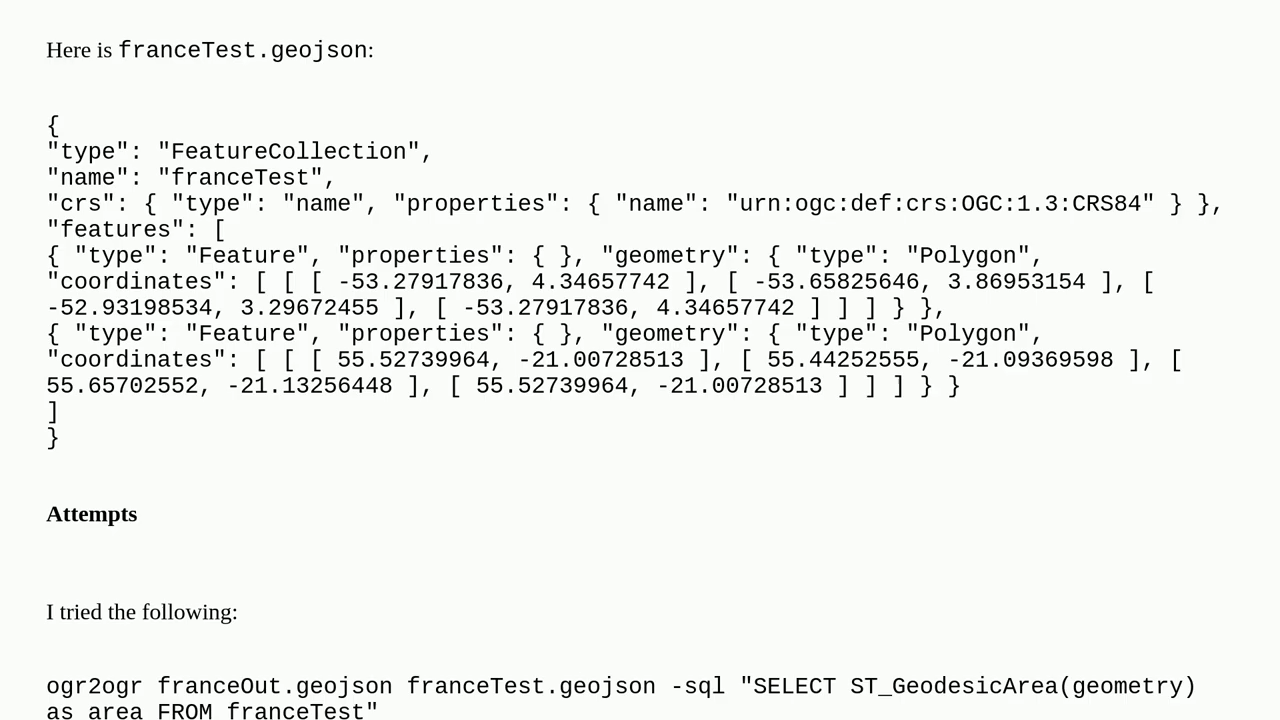 Here is franceTest.geojson:
{
"type": "FeatureCollection",
"name": "franceTest",
"crs": { "type": "name", "properties": { "name": "urn:ogc:def:crs:OGC:1.3:CRS84" } },
"features": [
{ "type": "Feature", "properties": { }, "geometry": { "type": "Polygon",
"coordinates": [ [ [ -53.27917836, 4.34657742 ], [ -53.65825646, 3.86953154 ], [
-52.93198534, 3.29672455 ], [ -53.27917836, 4.34657742 ] ] ] } },
{ "type": "Feature", "properties": { }, "geometry": { "type": "Polygon",
"coordinates": [ [ [ 55.52739964, -21.00728513 ], [ 55.44252555, -21.09369598 ], [
55.65702552, -21.13256448 ], [ 55.52739964, -21.00728513 ] ] ] } }
]
}
Attempts
I tried the following:
ogr2ogr franceOut.geojson franceTest.geojson -sql "SELECT ST_GeodesicArea(geometry)
as area FROM franceTest"